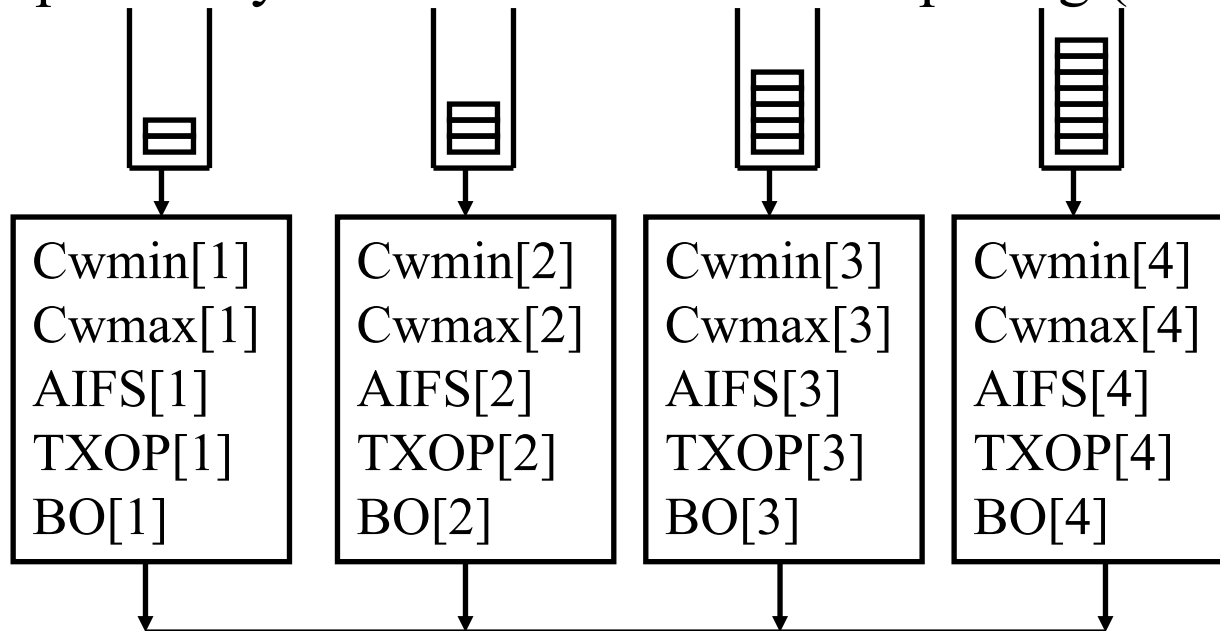 Cwmin[1]
Cwmax[1]
AIFS[1]
TXOP[1]
BO[1]
Cwmin[2]
Cwmax[2]
AIFS[2]
TXOP[2]
BO[2]
Cwmin[3]
Cwmax[3]
AIFS[3]
TXOP[3]
BO[3]
Cwmin[4]
Cwmax[4]
AIFS[4]
TXOP[4]
BO[4]